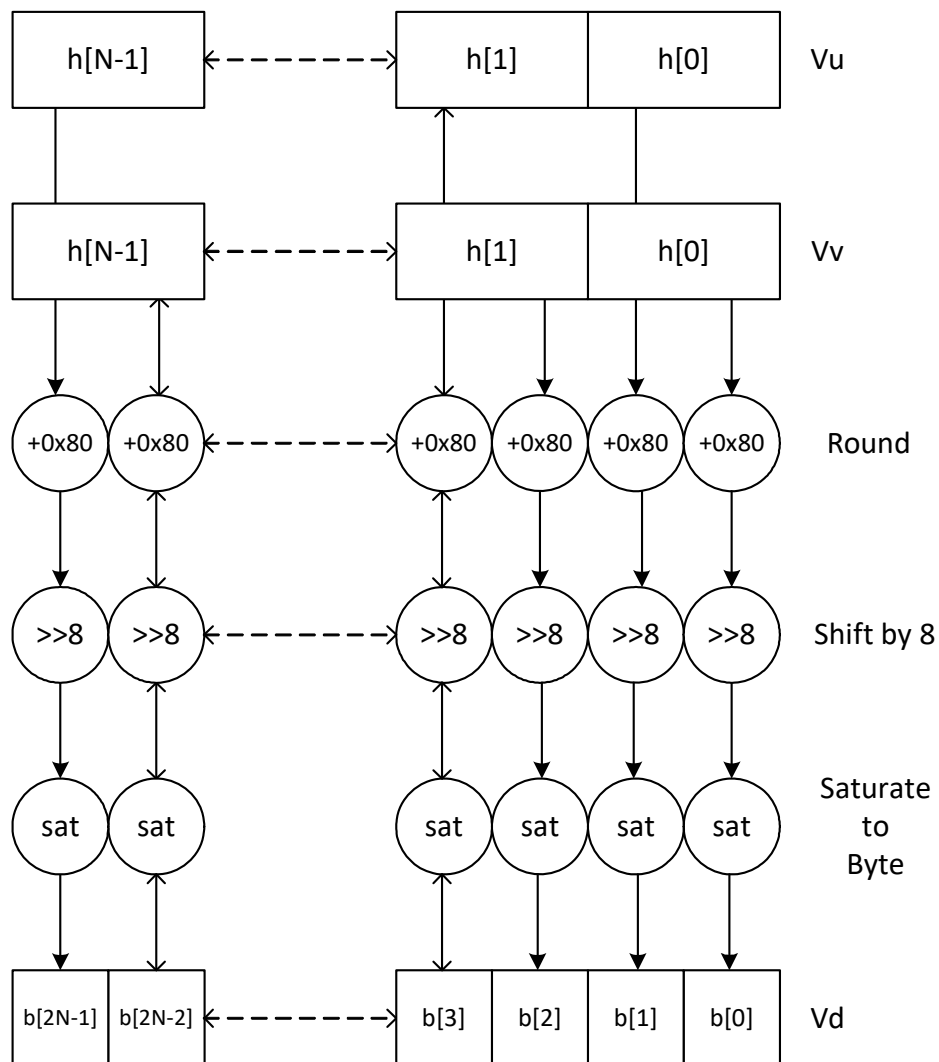 h[N-1] h[1] h[0] Vu
h[N-1] h[1] h[0] Vv
+0x80 +0x80 +0x80 +0x80 +0x80 +0x80 Round
>>8 >>8 >>8 >>8 >>8 >>8 Shift by 8
sat sat sat sat sat sat Saturate
to
Byte
b[2N-1] b[2N-2] b[3] b[2] b[1] b[0] Vd